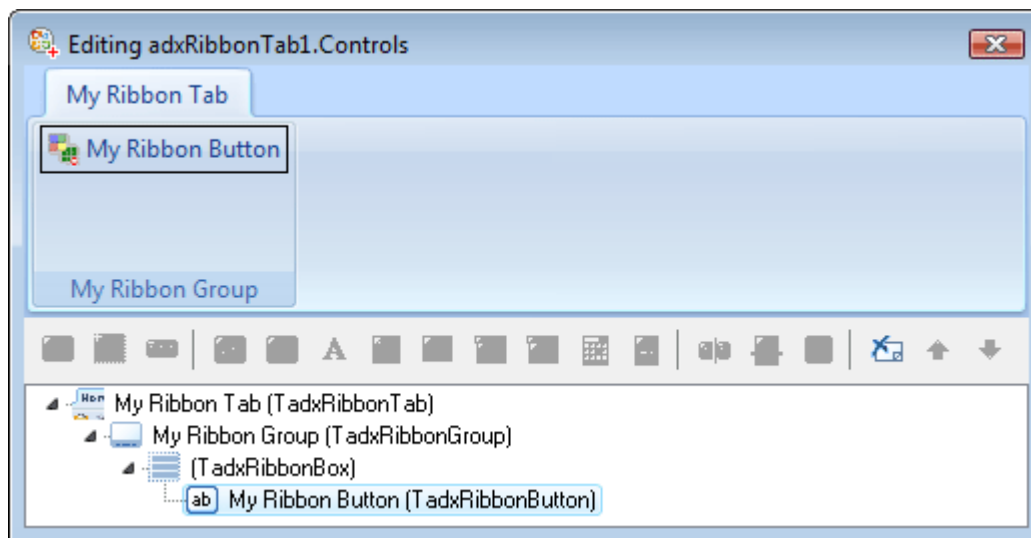 Editing adxRibbonTab1.Controls
My Ribbon Tab
My Ribbon Button
My Ribbon Group
A
My Ribbon Tab (TadxRibbonTab)
My Ribbon Group (TadxRibbonGroup)
(TadxRibbonBox)
ab My Ribbon Button (TadxRibbonButton)